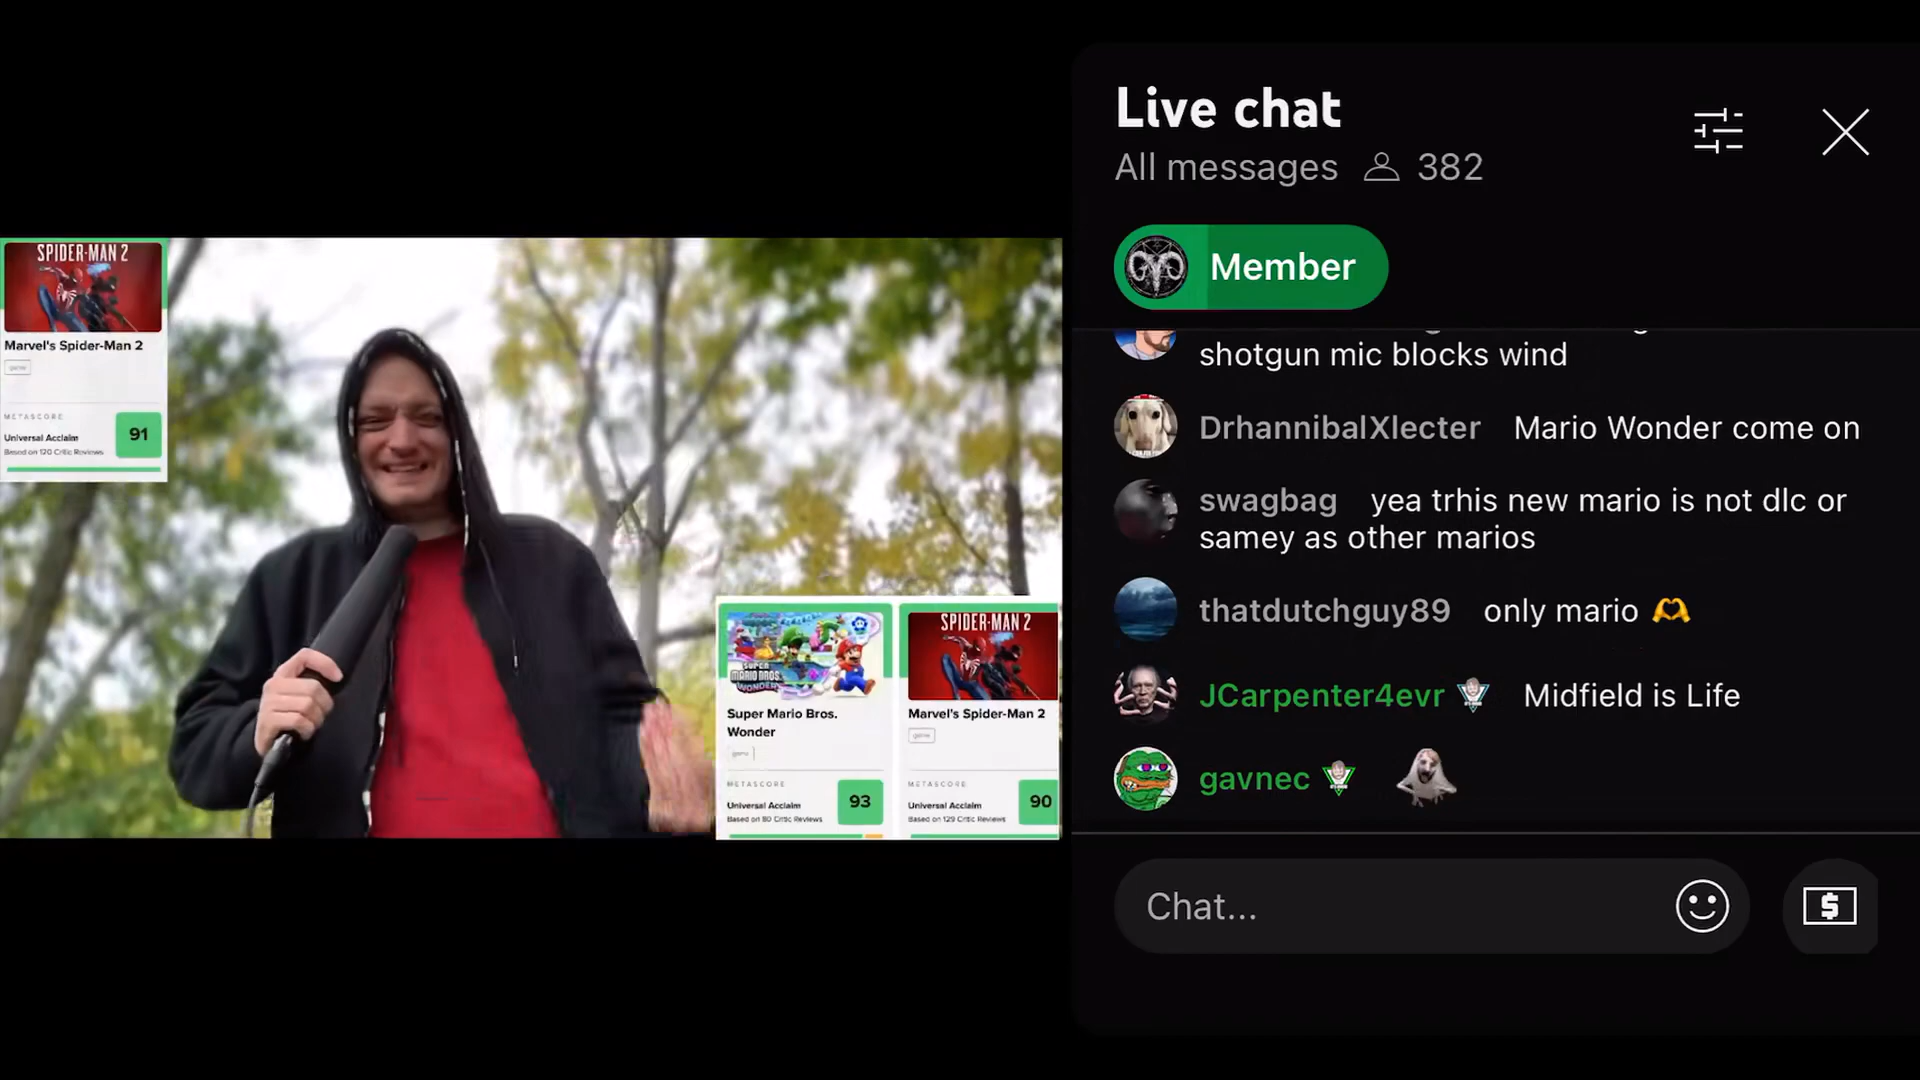 SPIDER-MAN 2
Marvel's Spider-Man 2
game
METASCORE
Universal Acclaim
Based on 120 Critic Reviews
91
SUPER
MARIO BROS.
WONDER
Super Mario Bros.
Wonder
game
METASCORE
Universal Acclaim
Based on 80 Critic Reviews
93
SPIDER-MAN 2
Marvel's Spider-Man 2
game
METASCORE
Universal Acclaim
Based on 129 Critic Reviews
90
Live chat
All messages 382
Member
shotgun mic blocks wind
DrhannibalXlecter Mario Wonder come on
swagbag yea trhis new mario is not dlc or
samey as other marios
thatdutchguy89 only mario 🫶
JCarpenter4evr Midfield is Life
gavnec
Chat...
$